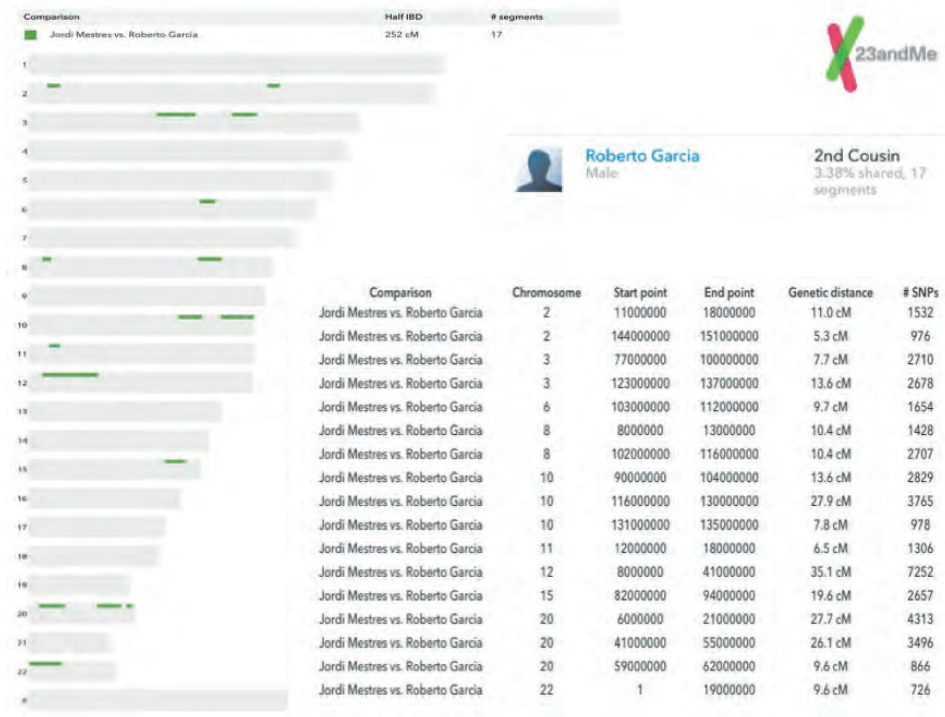 Comparison Half IBD # segments
Jordi Mestres vs. Roberto Garcia 252 cM 17
23andMe
1
2
3
4
5
6
7
8
9
10
11
12
13
14
15
16
17
18
19
20
21
22
Roberto Garcia
Male
2nd Cousin
3.38% shared, 17
segments
Comparison Chromosome Start point End point Genetic distance # SNPs
Jordi Mestres vs. Roberto Garcia 2 11000000 18000000 11.0 cM 1532
Jordi Mestres vs. Roberto Garcia 2 144000000 151000000 5.3 cM 976
Jordi Mestres vs. Roberto Garcia 3 77000000 100000000 7.7 cM 2710
Jordi Mestres vs. Roberto Garcia 3 123000000 137000000 13.6 cM 2678
Jordi Mestres vs. Roberto Garcia 6 103000000 112000000 9.7 cM 1654
Jordi Mestres vs. Roberto Garcia 8 8000000 13000000 10.4 cM 1428
Jordi Mestres vs. Roberto Garcia 8 102000000 116000000 10.4 cM 2707
Jordi Mestres vs. Roberto Garcia 10 90000000 104000000 13.6 cM 2829
Jordi Mestres vs. Roberto Garcia 10 116000000 130000000 27.9 cM 3765
Jordi Mestres vs. Roberto Garcia 10 131000000 135000000 7.8 cM 978
Jordi Mestres vs. Roberto Garcia 11 12000000 18000000 6.5 cM 1306
Jordi Mestres vs. Roberto Garcia 12 8000000 41000000 35.1 cM 7252
Jordi Mestres vs. Roberto Garcia 15 82000000 94000000 19.6 cM 2657
Jordi Mestres vs. Roberto Garcia 20 6000000 21000000 27.7 cM 4313
Jordi Mestres vs. Roberto Garcia 20 41000000 55000000 26.1 cM 3496
Jordi Mestres vs. Roberto Garcia 20 59000000 62000000 9.6 cM 866
Jordi Mestres vs. Roberto Garcia 22 1 19000000 9.6 cM 726